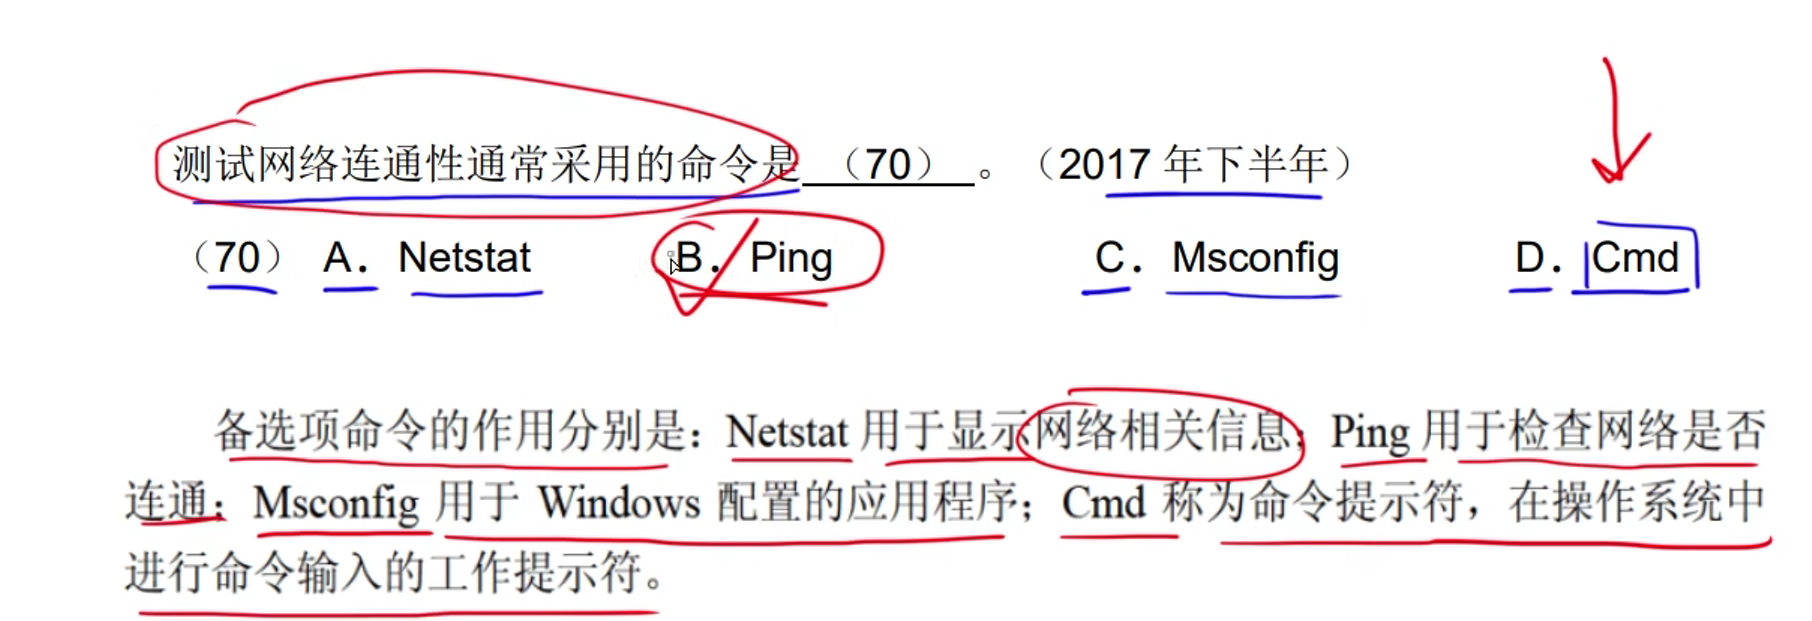 测试网络连通性通常采用的命令是 （70） 。（2017 年下半年）
（70） A．Netstat B．Ping C．Msconfig D．Cmd
备选项命令的作用分别是：Netstat 用于显示网络相关信息；Ping 用于检查网络是否
连通；Msconfig 用于 Windows 配置的应用程序；Cmd 称为命令提示符，在操作系统中
进行命令输入的工作提示符。